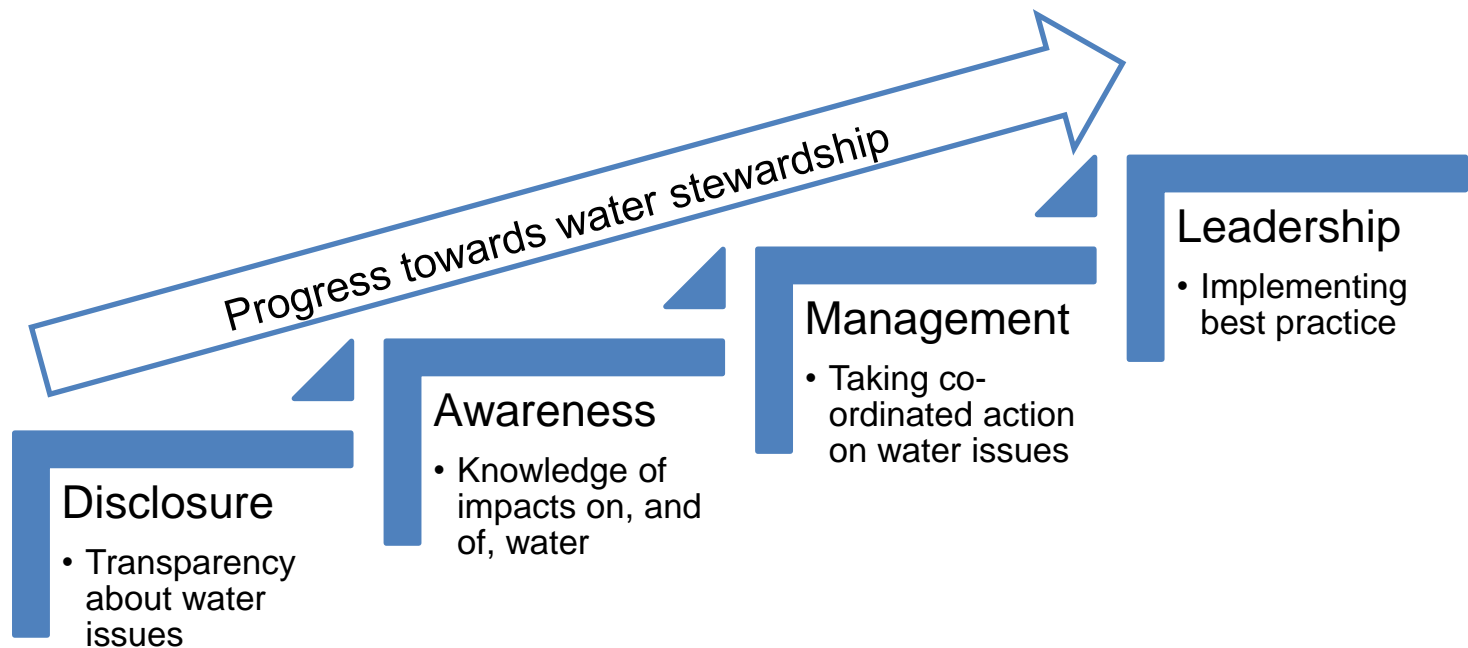 Progress towards water stewardship
Disclosure
• Transparency
about water
issues
Awareness
• Knowledge of
impacts on, and
of, water
Management
• Taking co-
ordinated action
on water issues
Leadership
• Implementing
best practice